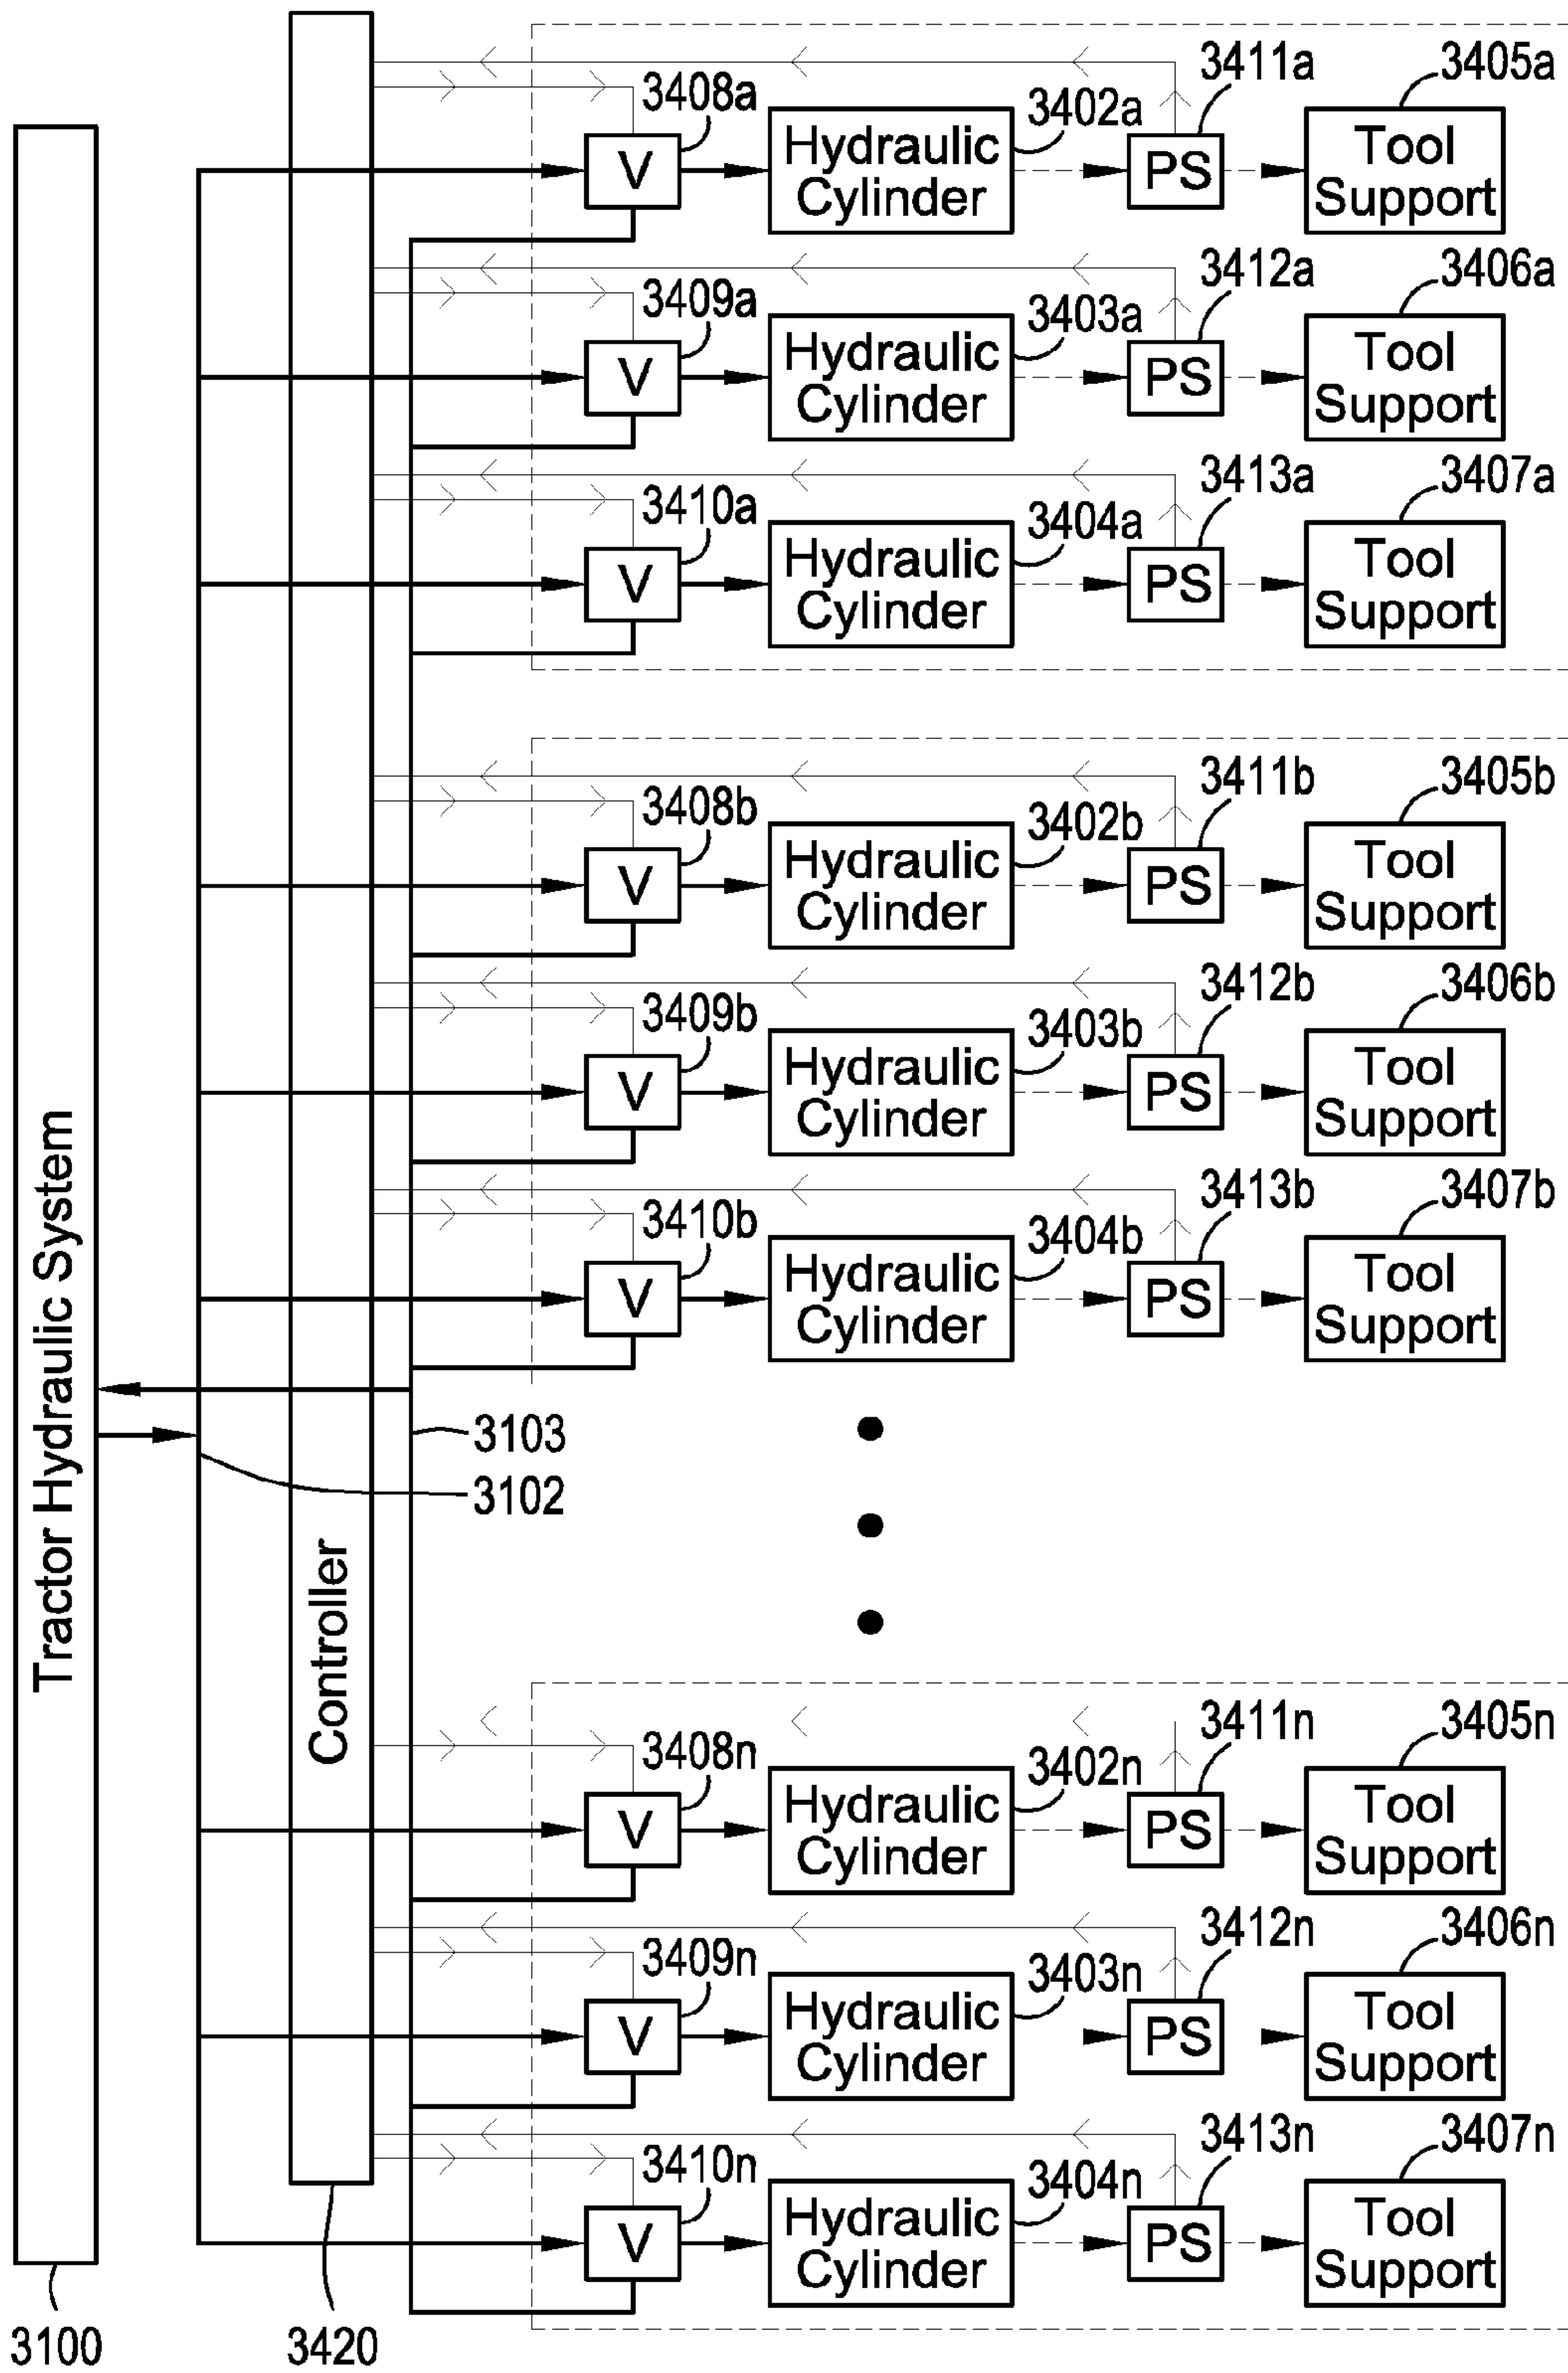 3411a
3405a
3408a
3402a
V
Hydraulic
Cylinder
PS
Tool
Support
3412a
3406a
3409a
3403a
V
Hydraulic
Cylinder
PS
Tool
Support
3413a
3407a
3410a
3404a
V
Hydraulic
Cylinder
PS
Tool
Support
3411b
3405b
3408b
3402b
V
Hydraulic
Cylinder
PS
Tool
Support
3412b
3406b
3409b
3403b
V
Hydraulic
Cylinder
PS
Tool
Support
3413b
3407b
3410b
3404b
V
Hydraulic
Cylinder
PS
Tool
Support
Tractor Hydraulic System
3103
3102
Controller
3411n
3405n
3408n
3402n
V
Hydraulic
Cylinder
PS
Tool
Support
3412n
3406n
3409n
3403n
V
Hydraulic
Cylinder
PS
Tool
Support
3413n
3407n
3410n
3404n
V
Hydraulic
Cylinder
PS
Tool
Support
3100
3420